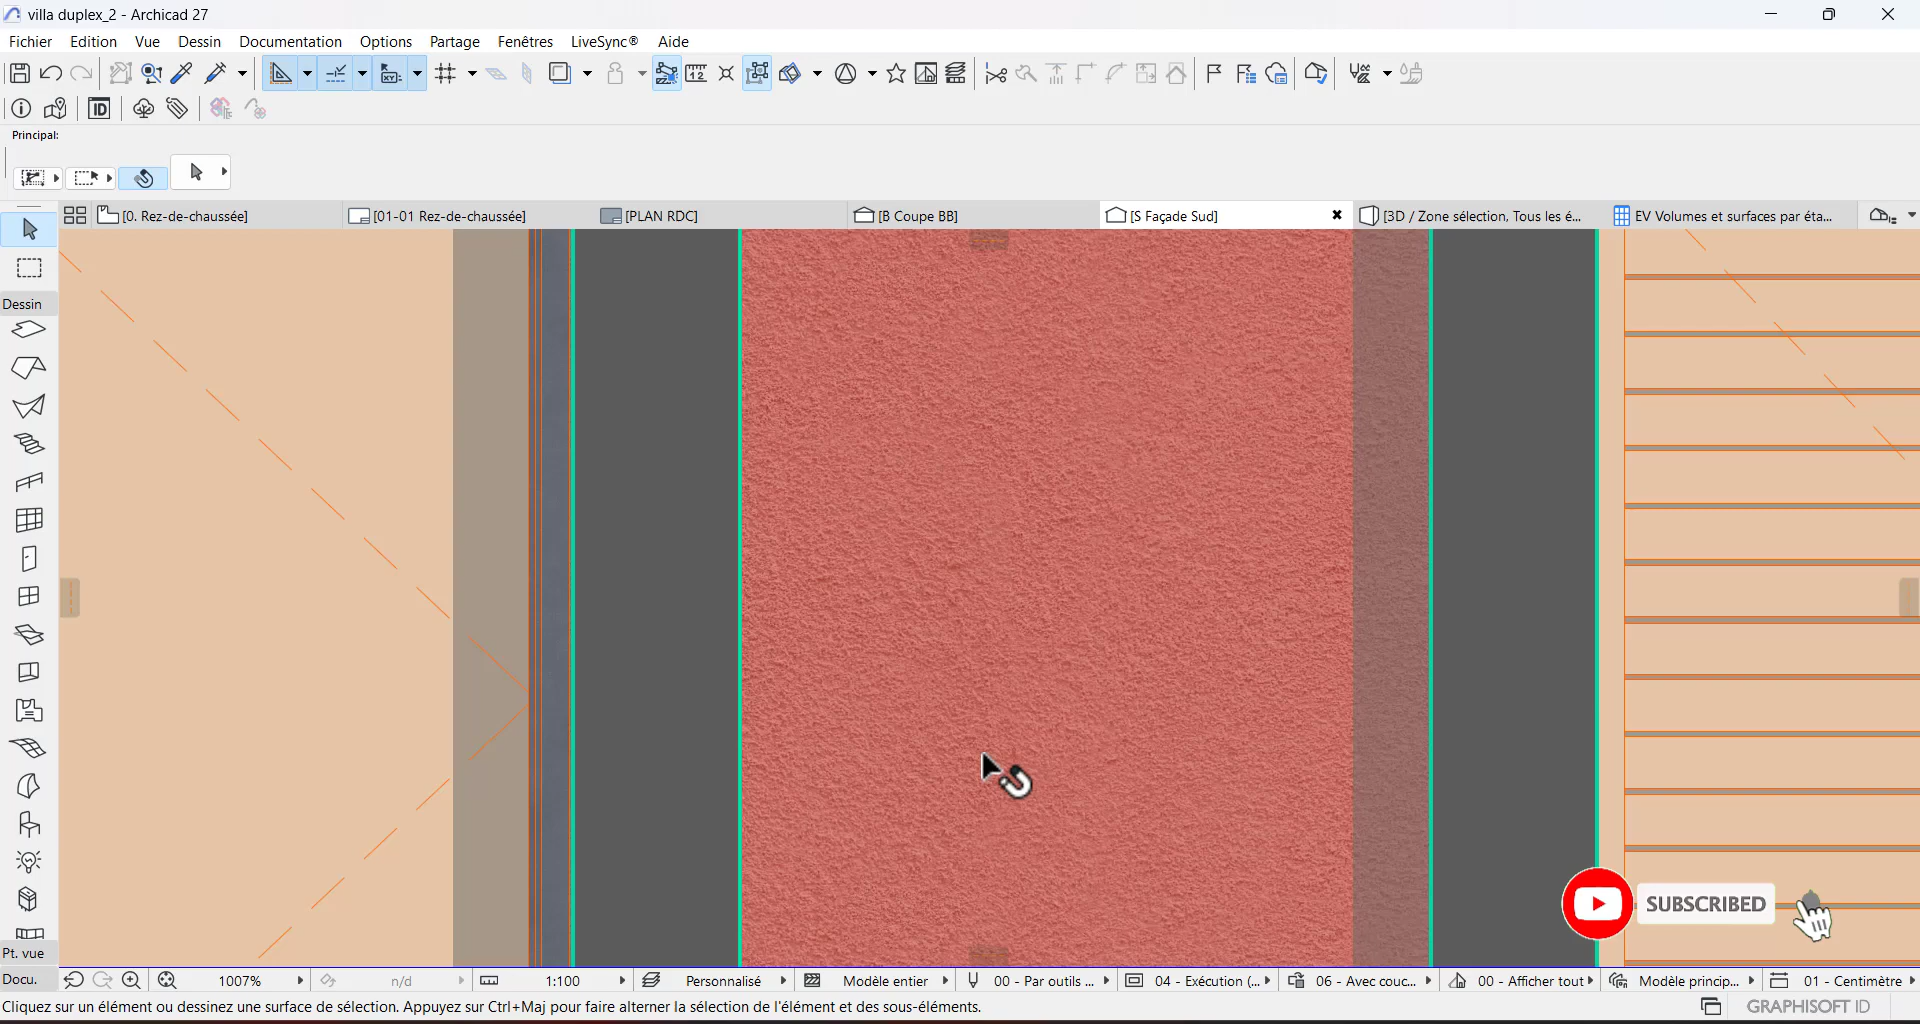 villa duplex_2 - Archicad 27
Fichier Edition Vue Dessin Documentation Options Partage Fenêtres LiveSync® Aide
Principal:
[0. Rez-de-chaussée] [01-01 Rez-de-chaussée] [PLAN RDC] [B Coupe BB] [S Façade Sud] [3D / Zone sélection, Tous les é... EV Volumes et surfaces par éta...
Dessin
SUBSCRIBED
Pt. vue
Docu. 1007% n/d 1:100 Personnalisé Modèle entier 00 - Par outils ... 04 - Exécution (... 06 - Avec couc... 00 - Afficher tout Modèle princip... 01 - Centimètre
Cliquez sur un élément ou dessinez une surface de sélection. Appuyez sur Ctrl+Maj pour faire alterner la sélection de l'élément et des sous-éléments. GRAPHISOFT ID